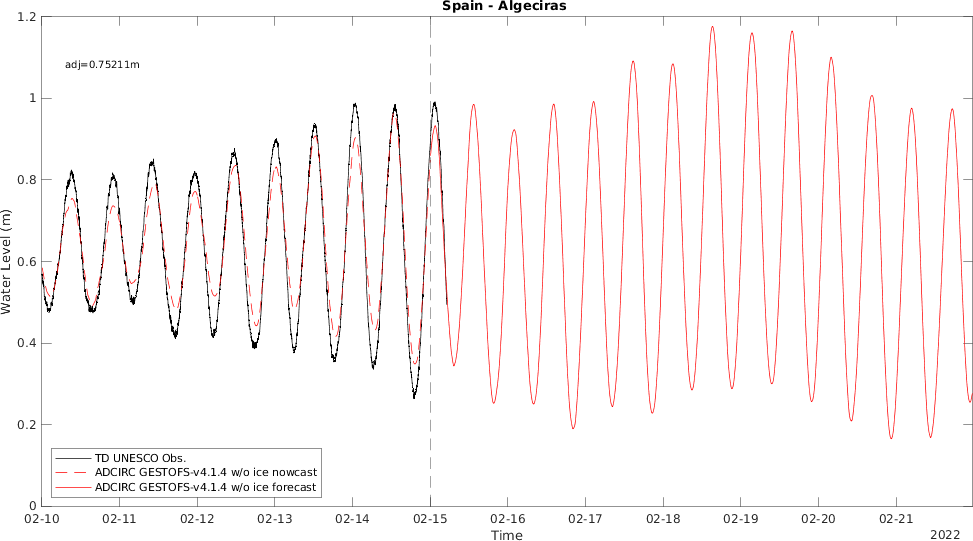 Spain - Algeciras
adj=0.75211m
Water Level (m)
1.2
1
0.8
0.6
0.4
0.2
0
TD UNESCO Obs.
ADCIRC GESTOFS-v4.1.4 w/o ice nowcast
ADCIRC GESTOFS-v4.1.4 w/o ice forecast
02-10 02-11 02-12 02-13 02-14 02-15 02-16 02-17 02-18 02-19 02-20 02-21
Time
2022